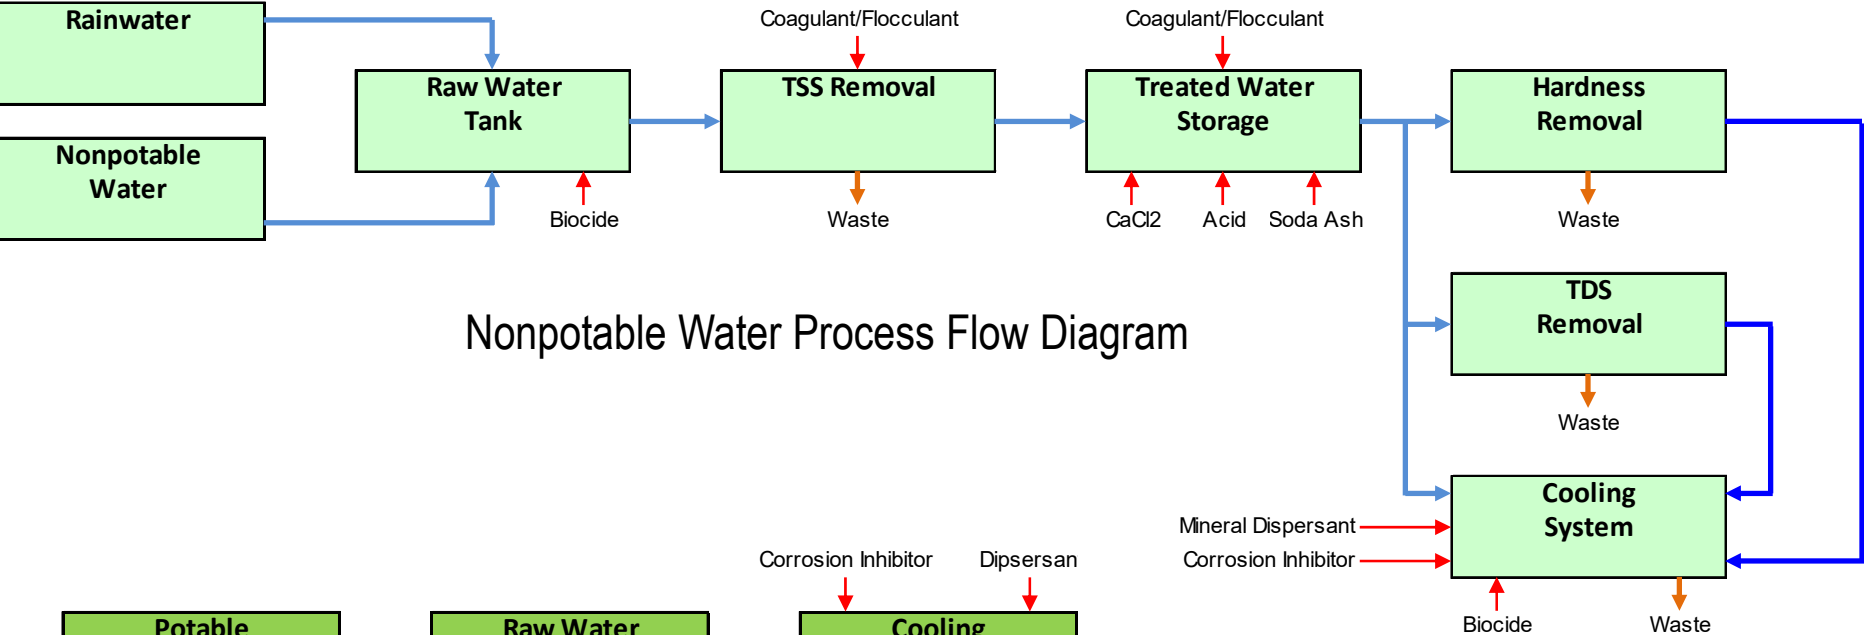 Rainwater
Coagulant/Flocculant
Coagulant/Flocculant
Raw Water
Tank
TSS Removal
Treated Water
Storage
Hardness
Removal
Nonpotable
Water
Biocide
Waste
CaCl2
Acid
Soda Ash
Waste
Nonpotable Water Process Flow Diagram
TDS
Removal
Waste
Cooling
System
Mineral Dispersant
Corrosion Inhibitor
Corrosion Inhibitor
Dipsersan
Biocide
Waste
Potable
Raw Water
Cooling